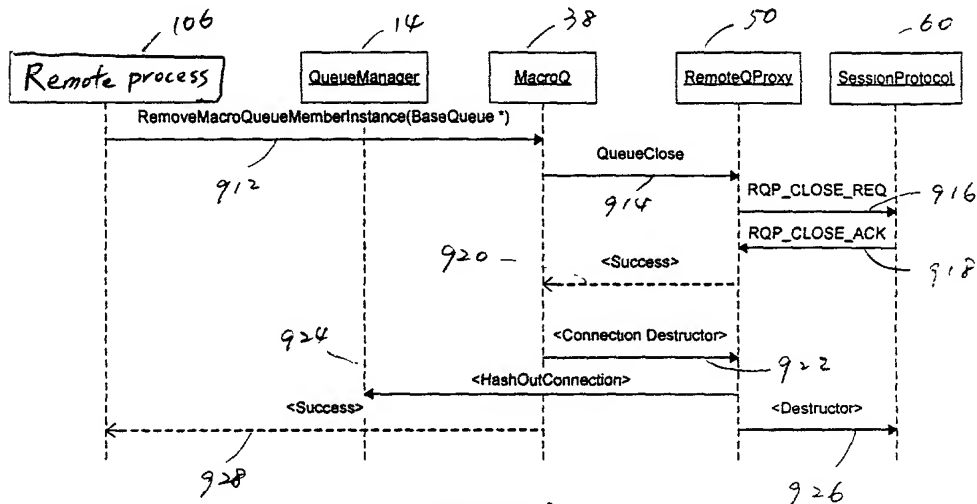 106
14
38
50
60
Remote process
QueueManager
MacroQ
RemoteQProxy
SessionProtocol
RemoveMacroQueueMemberInstance(BaseQueue *)
912
QueueClose
914
RQP_CLOSE_REQ
916
RQP_CLOSE_ACK
918
920
<Success>
<Connection Destructor>
922
924
<HashOutConnection>
<Success>
<Destructor>
928
926